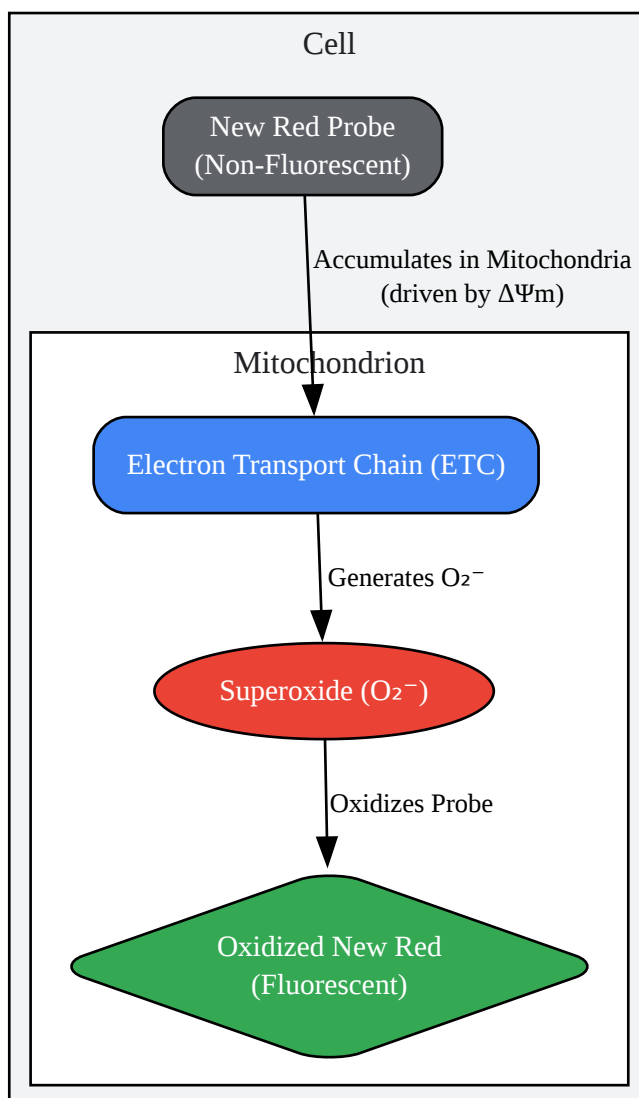 Cell
New Red Probe
(Non-Fluorescent)
Accumulates in Mitochondria
(driven by ΔΨm)
Mitochondrion
Electron Transport Chain (ETC)
Generates O₂⁻
Superoxide (O₂⁻)
Oxidizes Probe
Oxidized New Red
(Fluorescent)